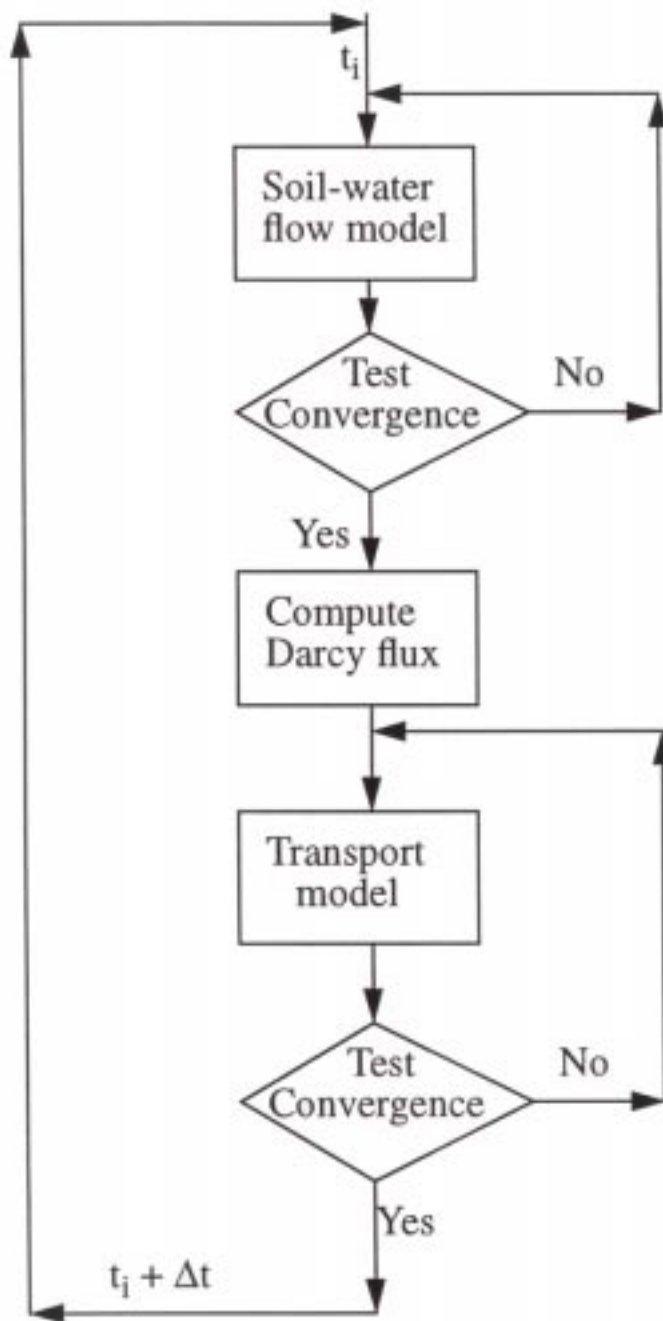 tᵢ
Soil-water
flow model
Test
Convergence
No
Yes
Compute
Darcy flux
Transport
model
Test
Convergence
No
Yes
tᵢ + Δt